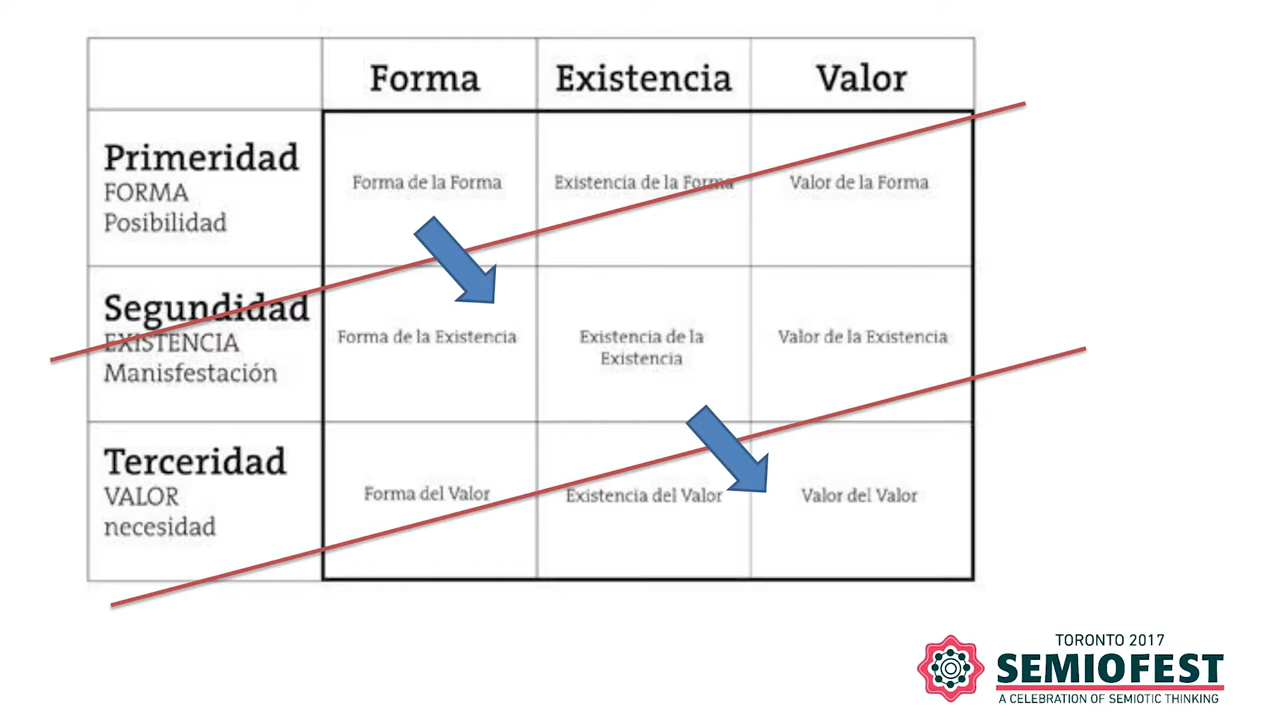 Forma Existencia Valor
Primeridad
FORMA
Posibilidad
Forma de la Forma Existencia de la Forma Valor de la Forma
Segundidad
EXISTENCIA
Manisfestación
Forma de la Existencia Existencia de la Valor de la Existencia
Existencia
Terceridad
VALOR
necesidad
Forma del Valor Existencia del Valor Valor del Valor
TORONTO 2017
SEMIOFEST
A CELEBRATION OF SEMIOTIC THINKING